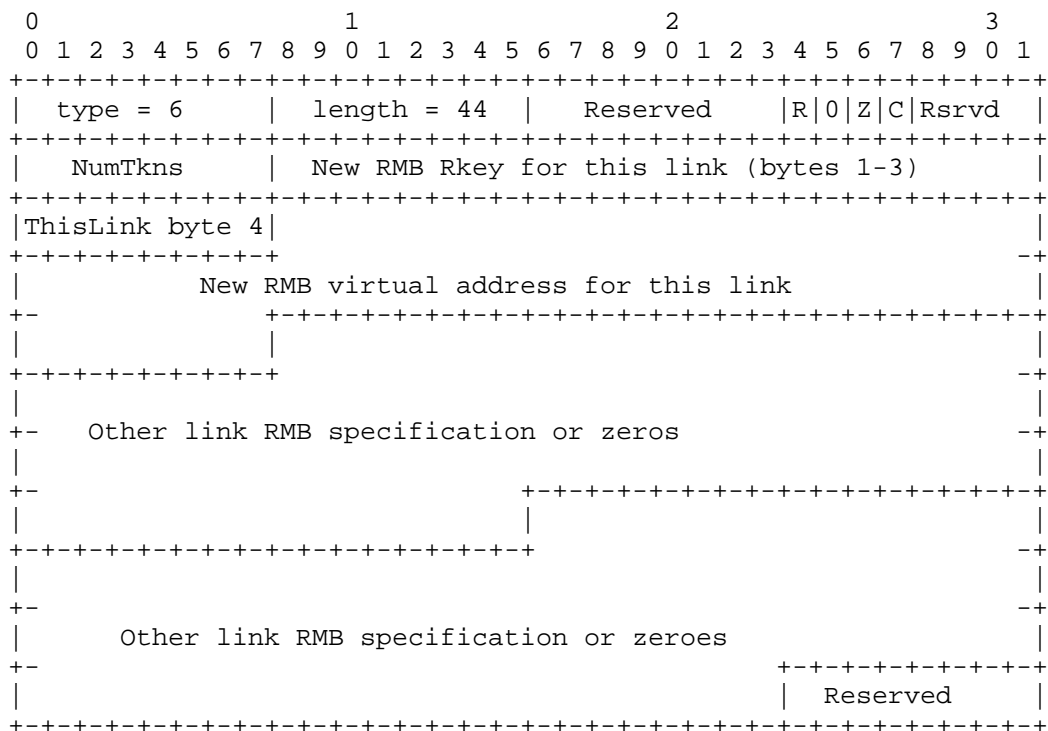 0 1 2 3
0 1 2 3 4 5 6 7 8 9 0 1 2 3 4 5 6 7 8 9 0 1 2 3 4 5 6 7 8 9 0 1
+-+-+-+-+-+-+-+-+-+-+-+-+-+-+-+-+-+-+-+-+-+-+-+-+-+-+-+-+-+-+-+-+
| type = 6 | length = 44 | Reserved |R|0|Z|C|Rsrvd |
+-+-+-+-+-+-+-+-+-+-+-+-+-+-+-+-+-+-+-+-+-+-+-+-+-+-+-+-+-+-+-+-+
| NumTkns | New RMB Rkey for this link (bytes 1-3) |
+-+-+-+-+-+-+-+-+-+-+-+-+-+-+-+-+-+-+-+-+-+-+-+-+-+-+-+-+-+-+-+-+
|ThisLink byte 4| |
+-+-+-+-+-+-+-+-+ -+
| New RMB virtual address for this link |
+- +-+-+-+-+-+-+-+-+-+-+-+-+-+-+-+-+-+-+-+-+-+-+-+-+
| | |
+-+-+-+-+-+-+-+-+ -+
| |
+- Other link RMB specification or zeros -+
| |
+- +-+-+-+-+-+-+-+-+-+-+-+-+-+-+-+-+
| | |
+-+-+-+-+-+-+-+-+-+-+-+-+-+-+-+-+ -+
| |
+- -+
| Other link RMB specification or zeroes |
+- +-+-+-+-+-+-+-+-+
| | Reserved |
+-+-+-+-+-+-+-+-+-+-+-+-+-+-+-+-+-+-+-+-+-+-+-+-+-+-+-+-+-+-+-+-+